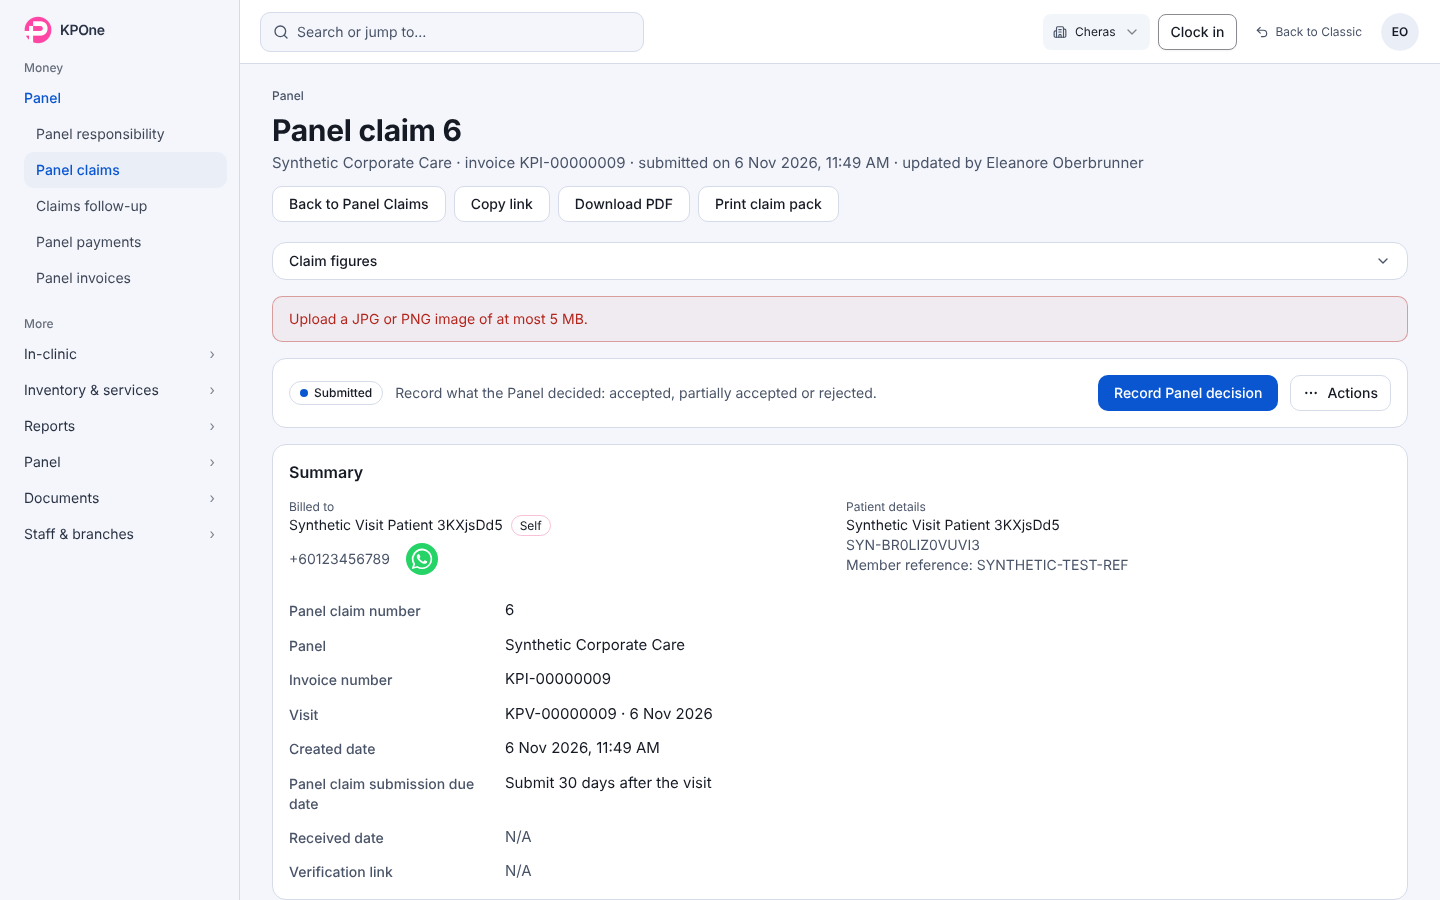 KPOne
Money
Panel
Panel responsibility
Panel claims
Claims follow-up
Panel payments
Panel invoices
More
In-clinic
Inventory & services
Reports
Panel
Documents
Staff & branches
Search or jump to...
Cheras
Clock in
Back to Classic
EO
Panel
Panel claim 6
Synthetic Corporate Care · invoice KPI-00000009 · submitted on 6 Nov 2026, 11:49 AM · updated by Eleanore Oberbrunner
Back to Panel Claims
Copy link
Download PDF
Print claim pack
Claim figures
Upload a JPG or PNG image of at most 5 MB.
Submitted
Record what the Panel decided: accepted, partially accepted or rejected.
Record Panel decision
··· Actions
Summary
Billed to
Synthetic Visit Patient 3KXjsDd5 Self
+60123456789
Patient details
Synthetic Visit Patient 3KXjsDd5
SYN-BR0LIZ0VUVI3
Member reference: SYNTHETIC-TEST-REF
Panel claim number 6
Panel Synthetic Corporate Care
Invoice number KPI-00000009
Visit KPV-00000009 · 6 Nov 2026
Created date 6 Nov 2026, 11:49 AM
Panel claim submission due
date
Submit 30 days after the visit
Received date N/A
Verification link N/A